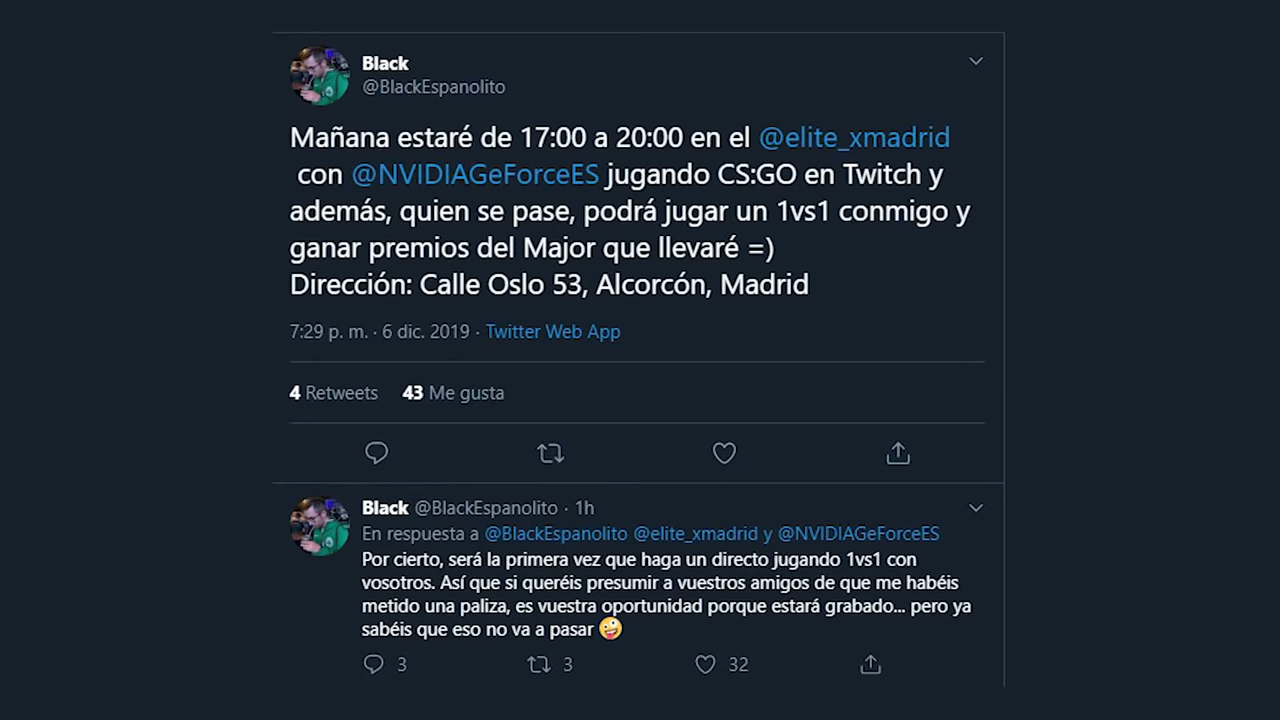 Black
@BlackEspanolito
Mañana estaré de 17:00 a 20:00 en el @elite_xmadrid
con @NVIDIAGeForceES jugando CS:GO en Twitch y
además, quien se pase, podrá jugar un 1vs1 conmigo y
ganar premios del Major que llevaré =)
Dirección: Calle Oslo 53, Alcorcón, Madrid
7:29 p. m. · 6 dic. 2019 · Twitter Web App
4 Retweets 43 Me gusta
Black @BlackEspanolito · 1h
En respuesta a @BlackEspanolito @elite_xmadrid y @NVIDIAGeForceES
Por cierto, será la primera vez que haga un directo jugando 1vs1 con
vosotros. Así que si queréis presumir a vuestros amigos de que me habéis
metido una paliza, es vuestra oportunidad porque estará grabado... pero ya
sabéis que eso no va a pasar 🤪
3 3 32